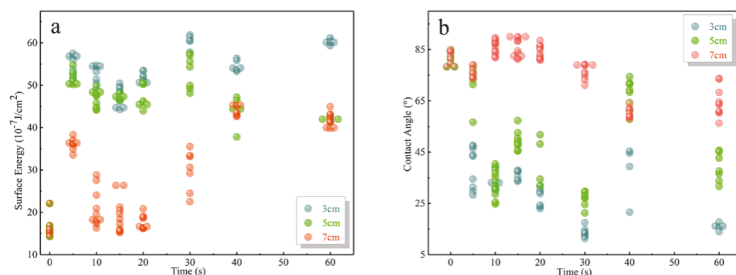 a
Surface Energy (10⁻⁷J/cm²)
60
50
40
30
20
10
0 10 20 30 40 50 60
Time (s)
3cm
5cm
7cm
b
Contact Angle (°)
85
65
45
25
5
0 10 20 30 40 50 60
Time (s)
3cm
5cm
7cm